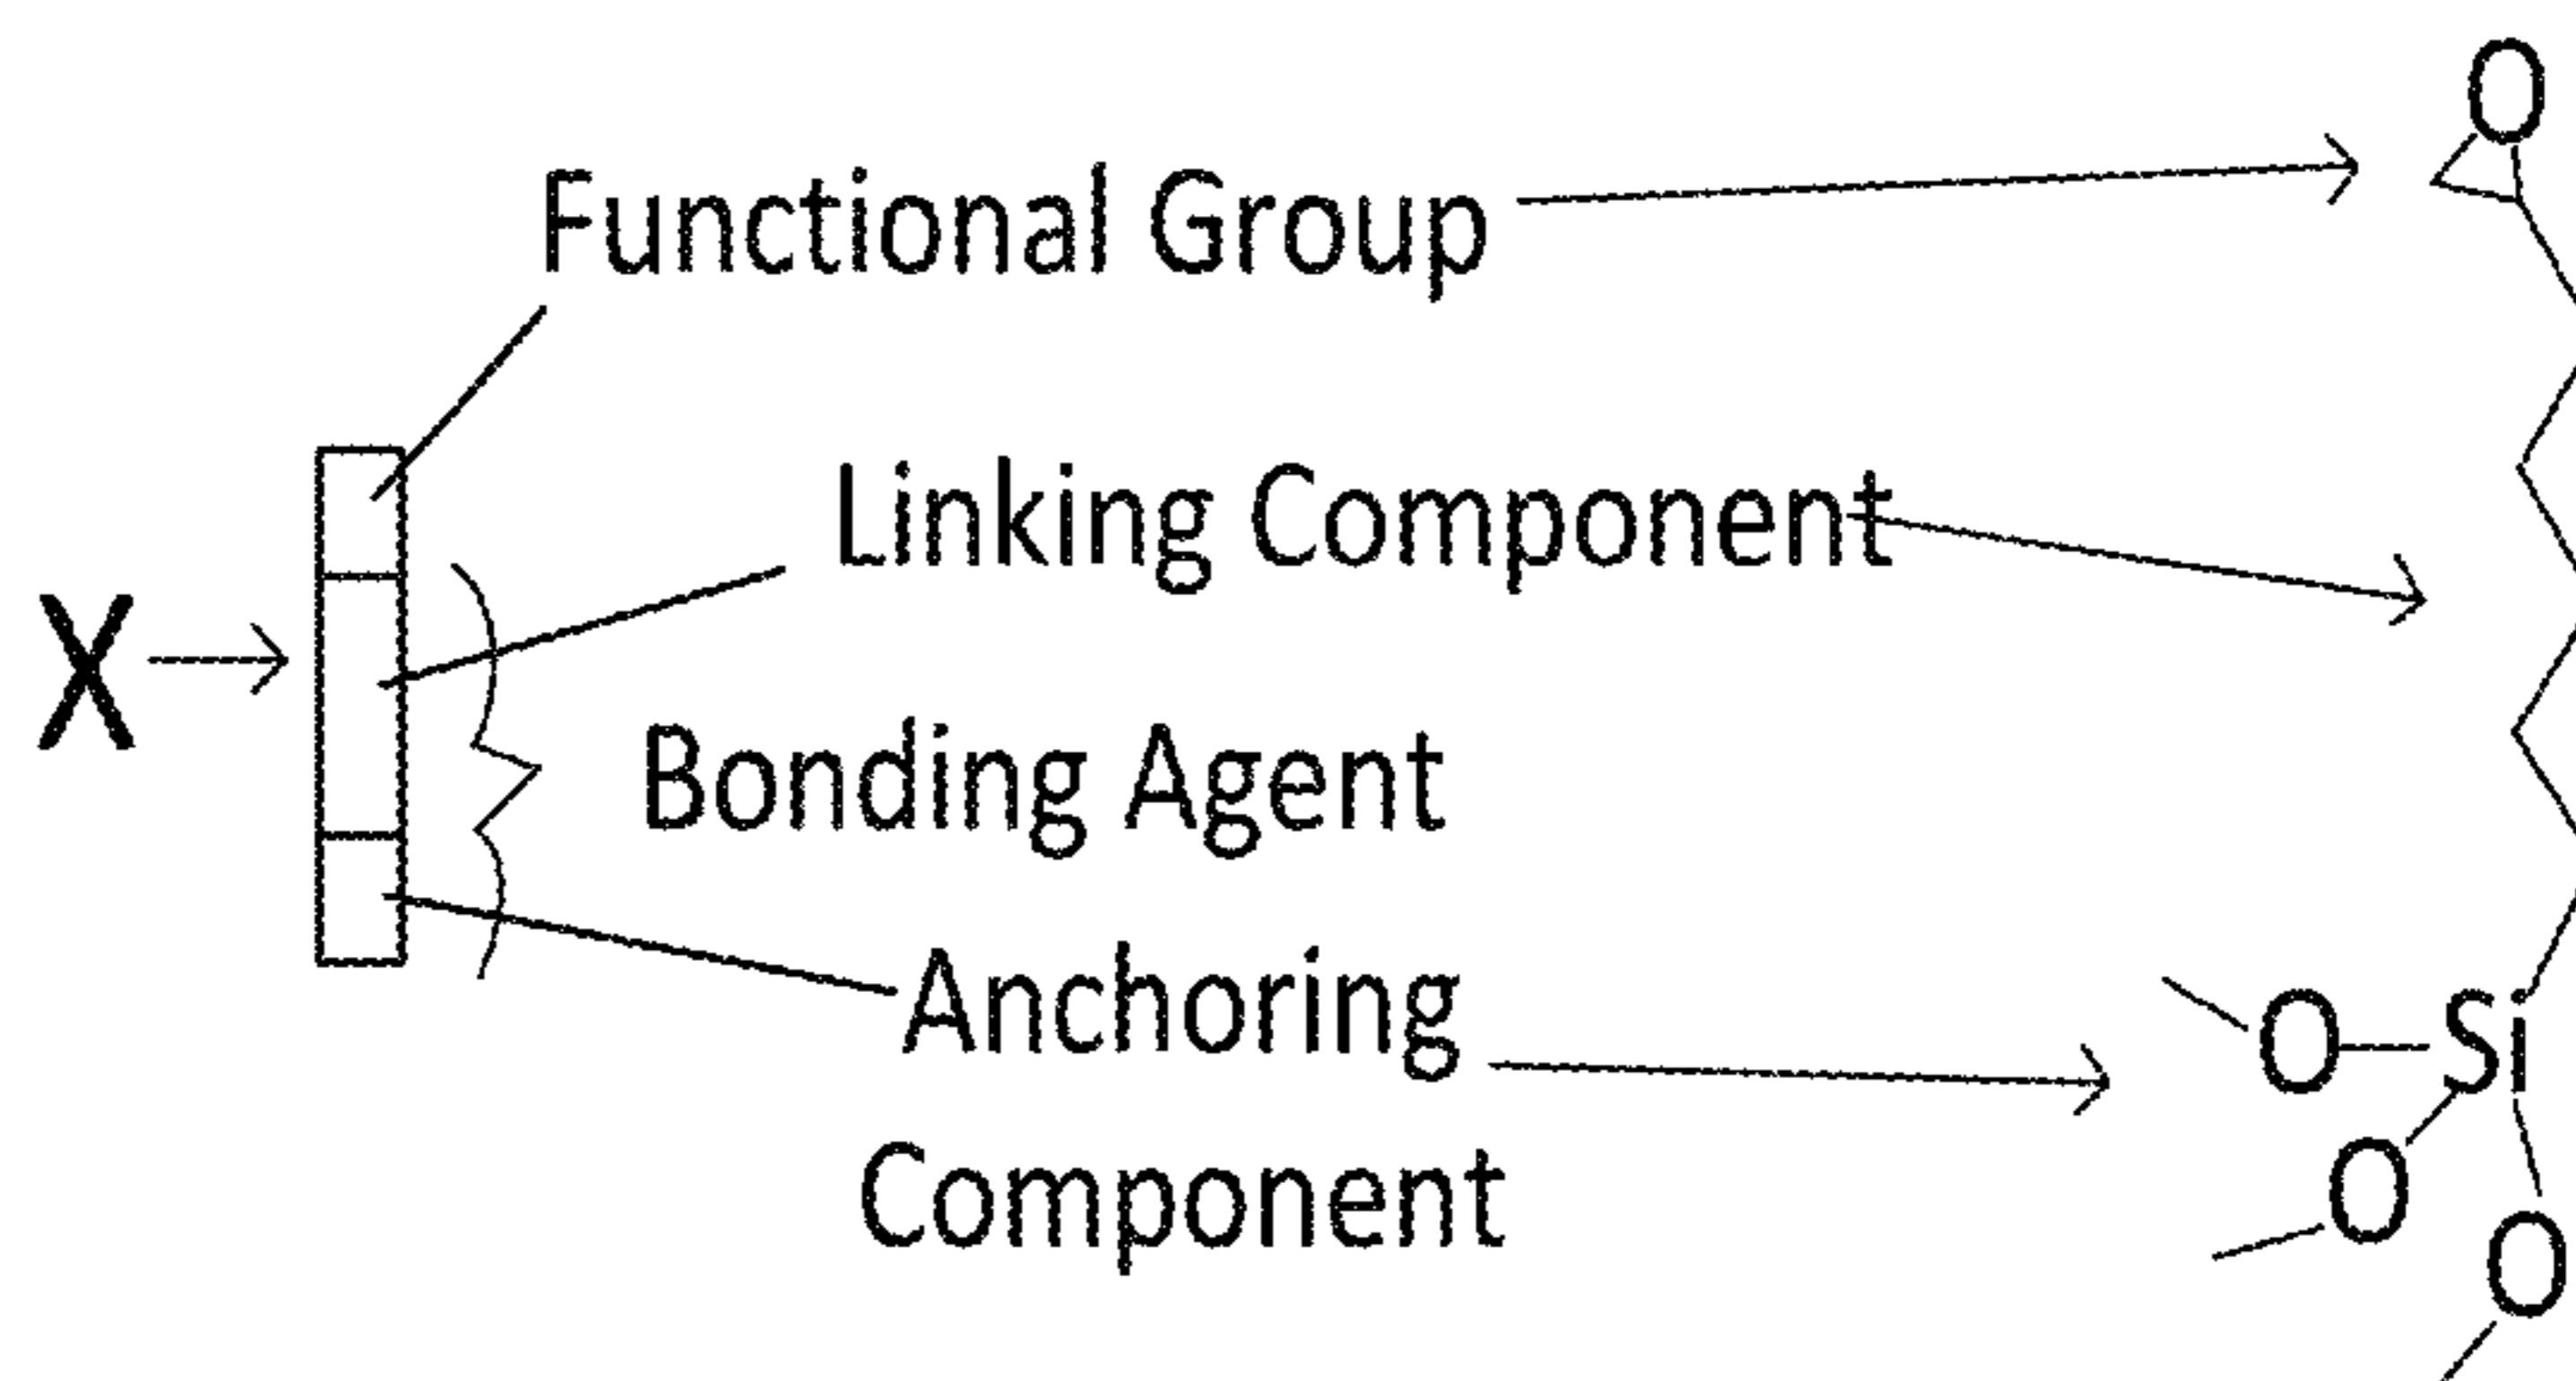 Functional Group
Linking Component
X
Bonding Agent
Anchoring
Component
O
O
Si
O
O